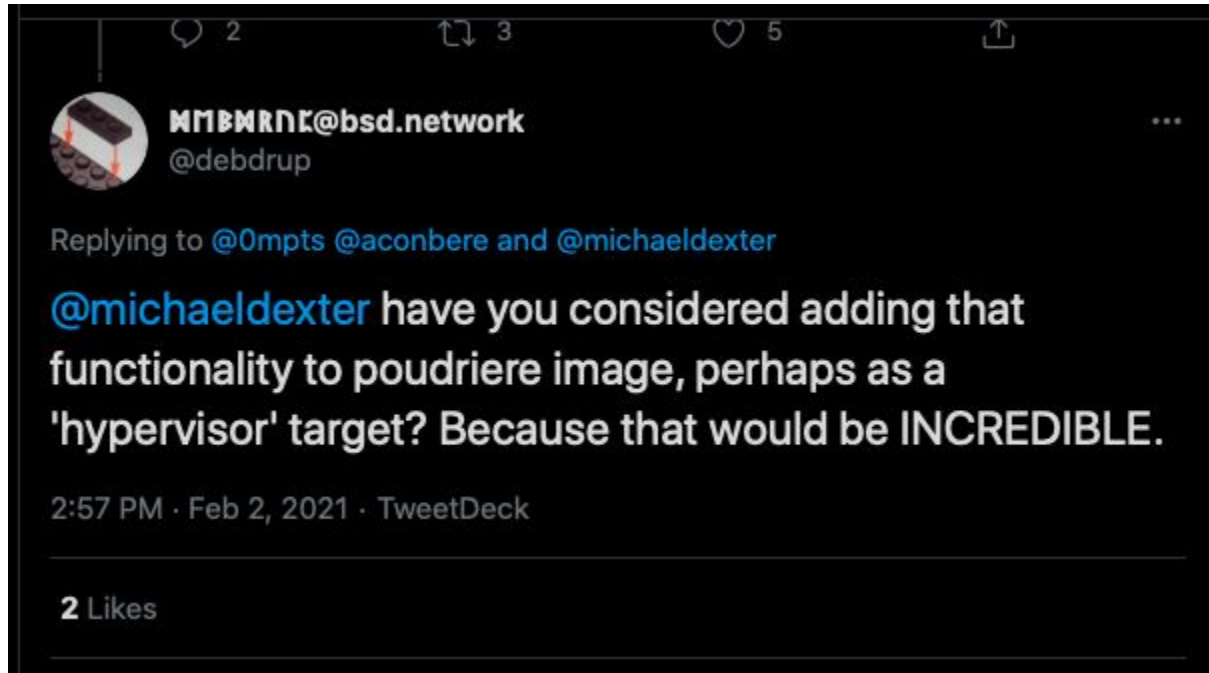 2 3 5
ᛞᛖᛒᛞᚱᚢᛈ@bsd.network
@debdrup
Replying to @0mpts @aconbere and @michaeldexter
@michaeldexter have you considered adding that
functionality to poudriere image, perhaps as a
'hypervisor' target? Because that would be INCREDIBLE.
2:57 PM · Feb 2, 2021 · TweetDeck
2 Likes